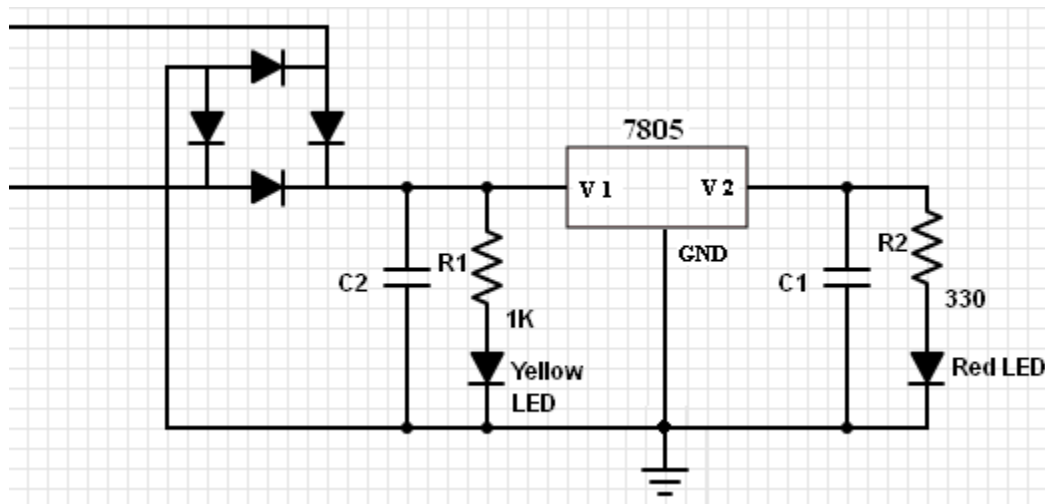 7805
V 1
V 2
GND
C2
R1
1K
Yellow
LED
C1
R2
330
Red LED